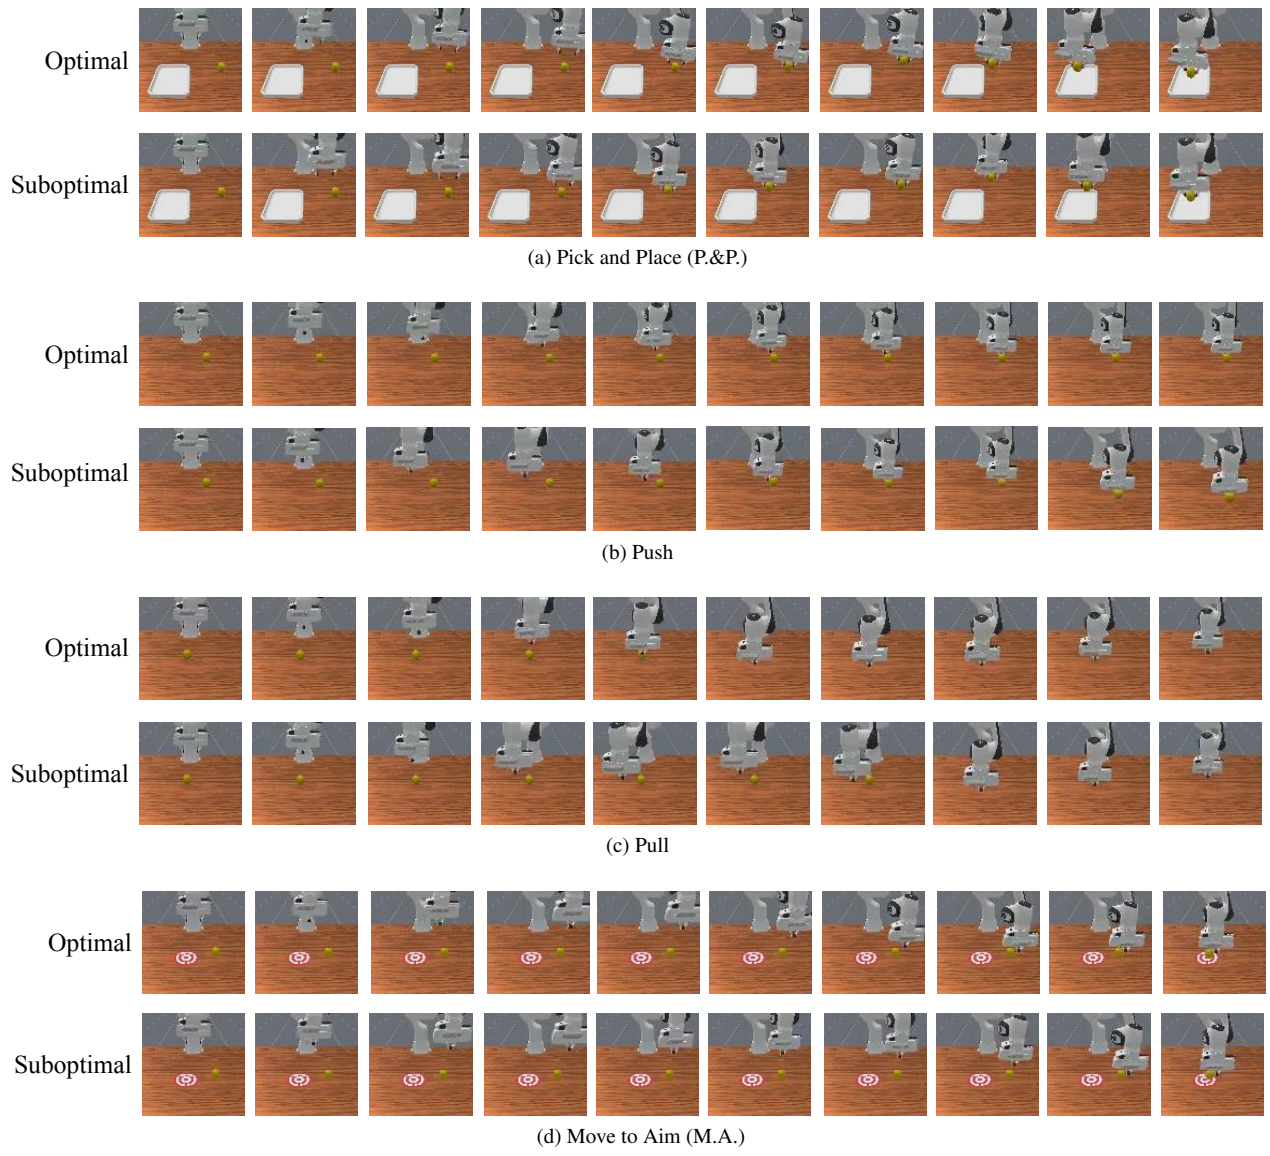 Optimal
Suboptimal
(a) Pick and Place (P.&P.)
Optimal
Suboptimal
(b) Push
Optimal
Suboptimal
(c) Pull
Optimal
Suboptimal
(d) Move to Aim (M.A.)